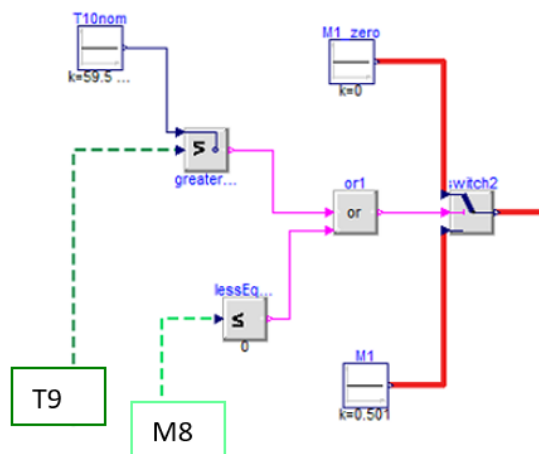 T10nom
k=59.5 ...
M1_zero
k=0
greater...
or1
or
switch2
lessEq...
≤
0
M1
k=0.501
T9
M8